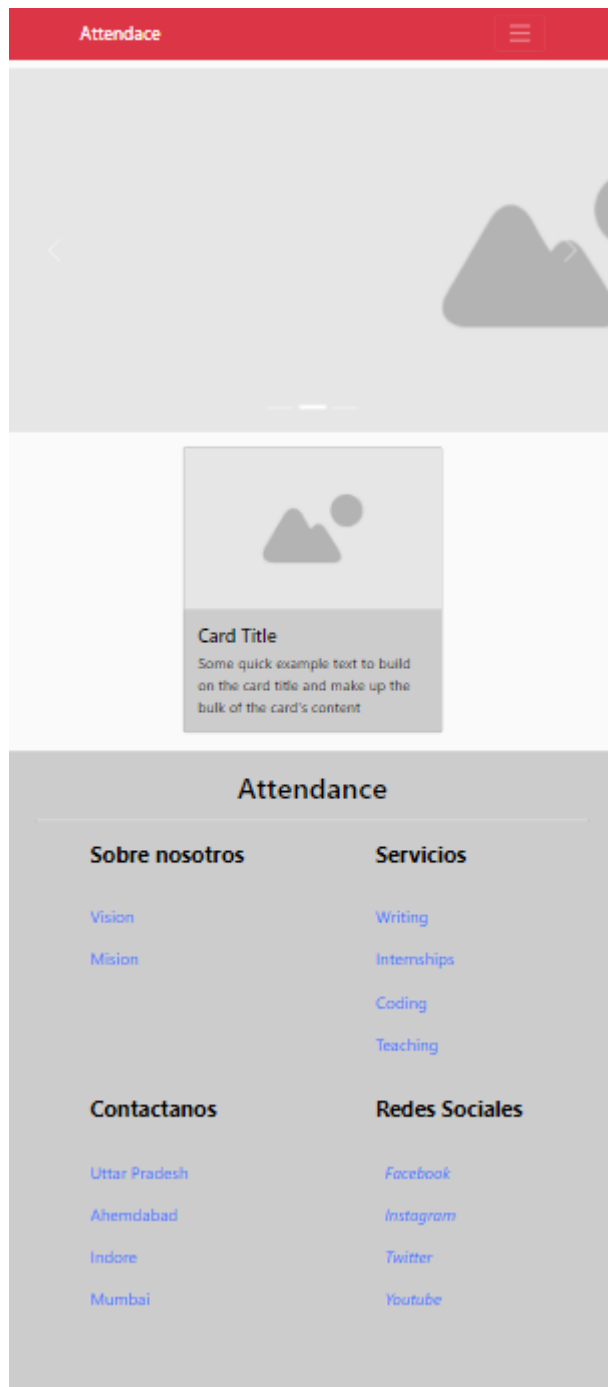 Attendace
Card Title
Some quick example text to build
on the card title and make up the
bulk of the card's content
Attendance
Sobre nosotros
Vision
Mision
Servicios
Writing
Internships
Coding
Teaching
Contactanos
Uttar Pradesh
Ahemdabad
Indore
Mumbai
Redes Sociales
Facebook
Instagram
Twitter
Youtube